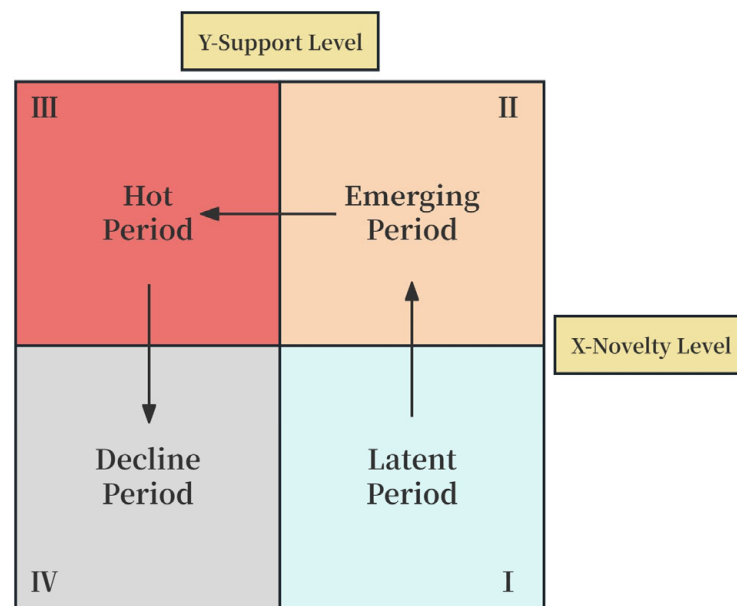 Y-Support Level
III
II
Hot
Period
Emerging
Period
X-Novelty Level
Decline
Period
Latent
Period
IV
I